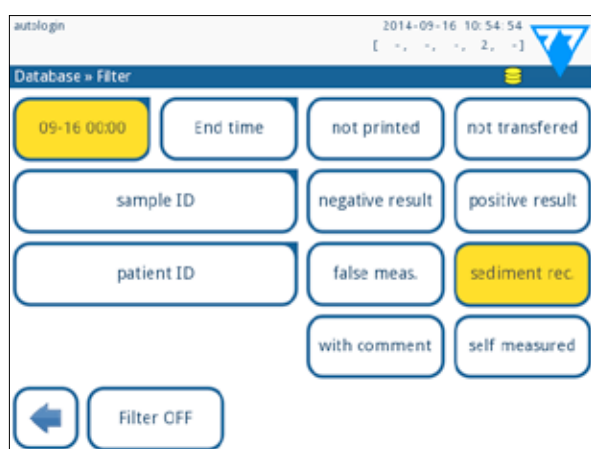 autologin 2014-09-16 10:54:54
[ -, -, -, 2, -]
Database » Filter
09-16 00:00 End time not printed not transfered
sample ID negative result positive result
patient ID false meas. sediment rec.
with comment self measured
Filter OFF